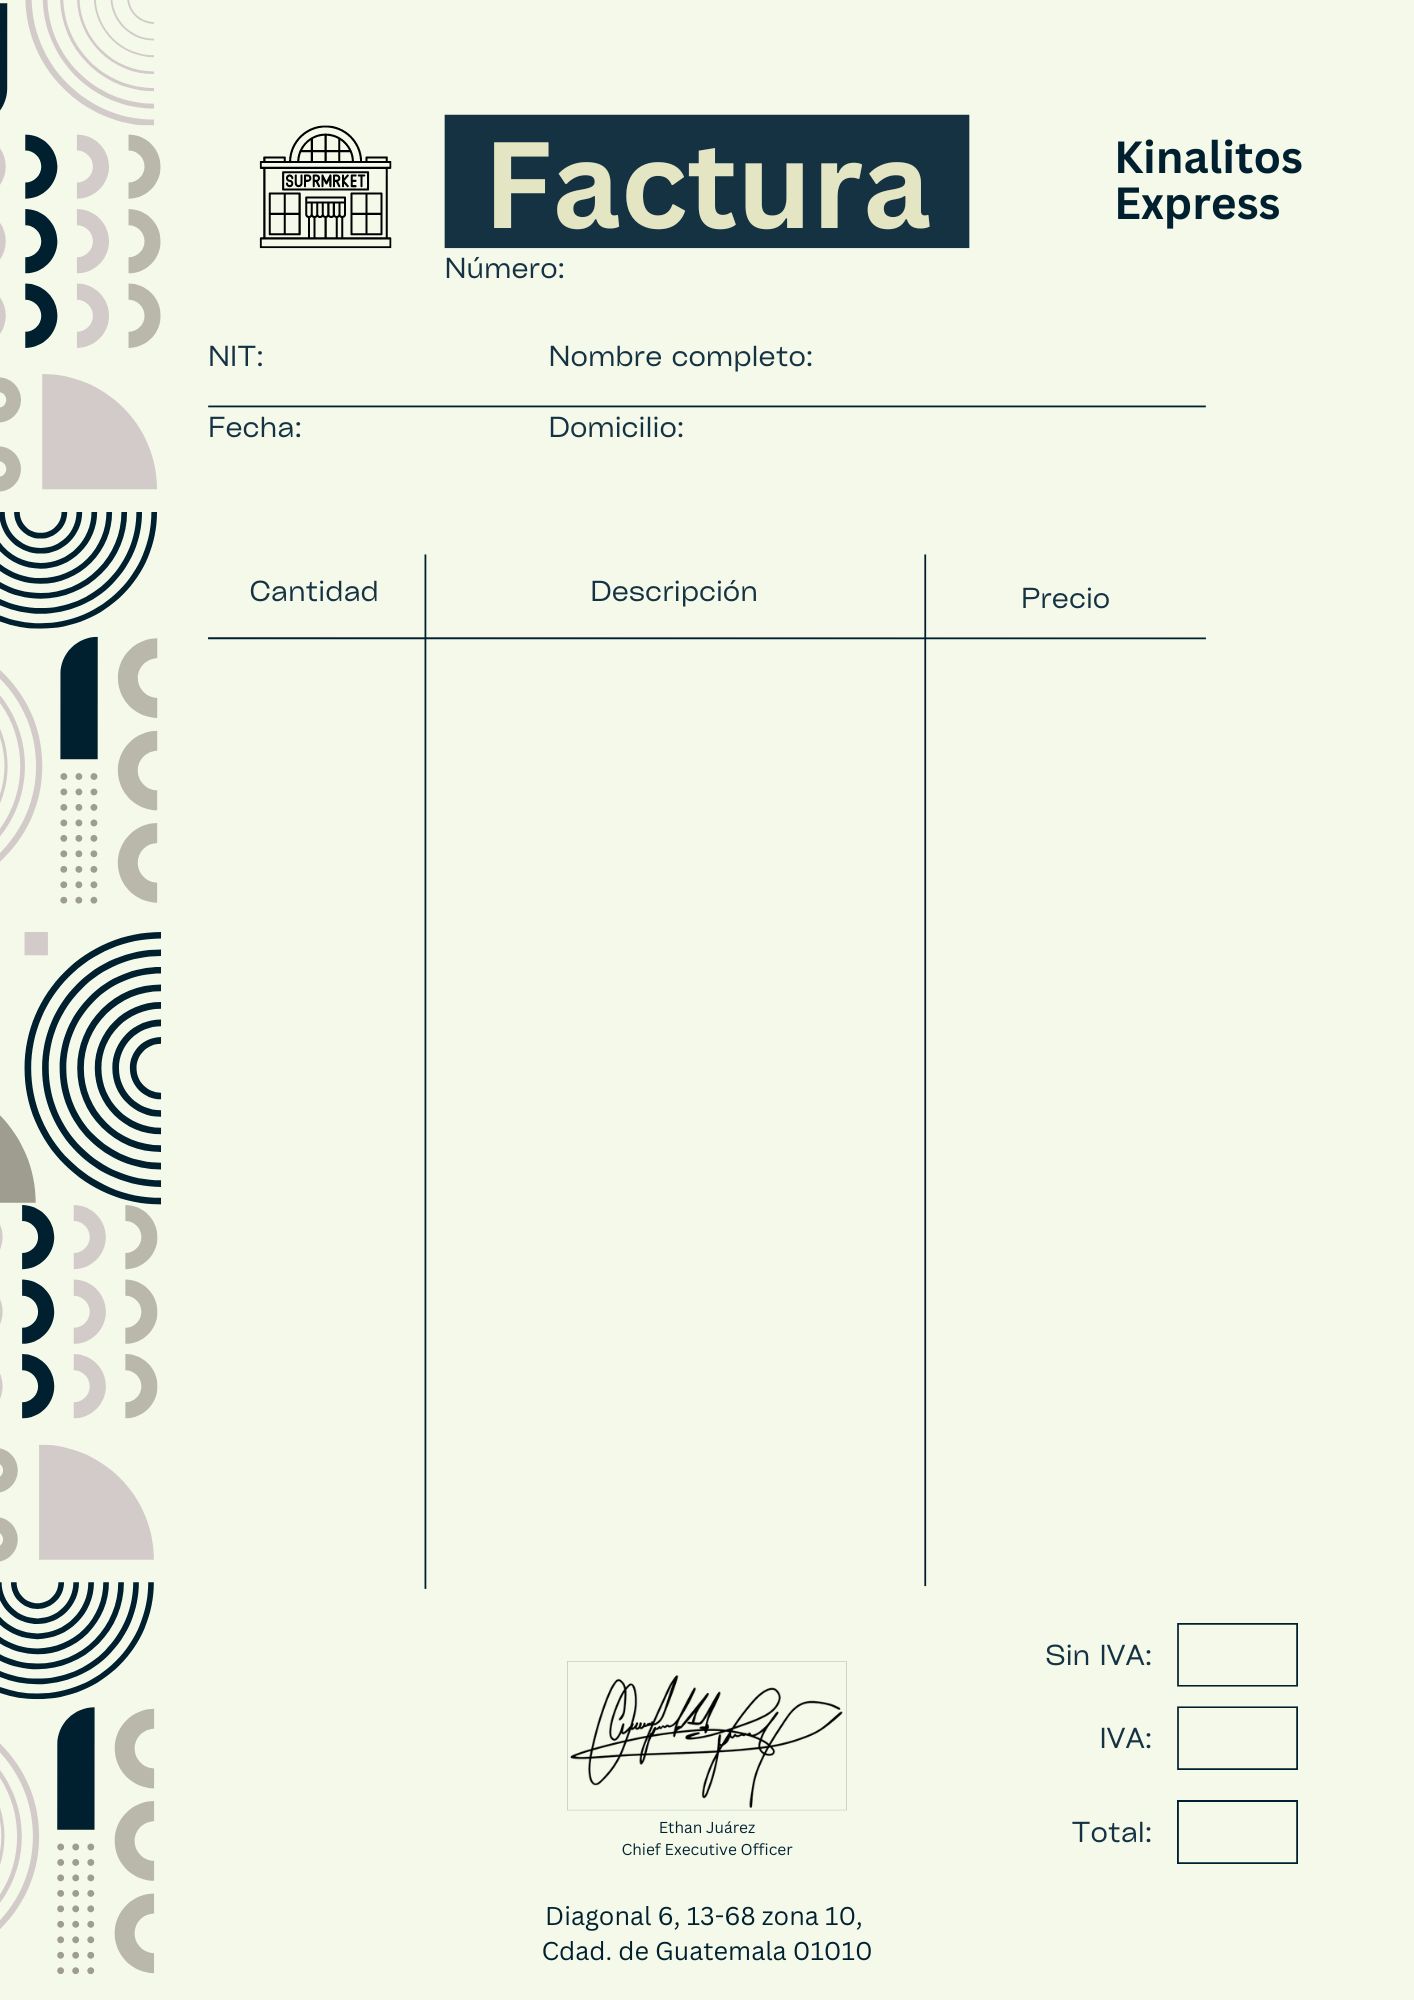 SUPRMRKET
Factura
Kinalitos
Express
Número:
NIT:
Nombre completo:
Fecha:
Domicilio:
Cantidad
Descripción
Precio
Sin IVA:
IVA:
Total:
Ethan Juárez
Chief Executive Officer
Diagonal 6, 13-68 zona 10,
Cdad. de Guatemala 01010